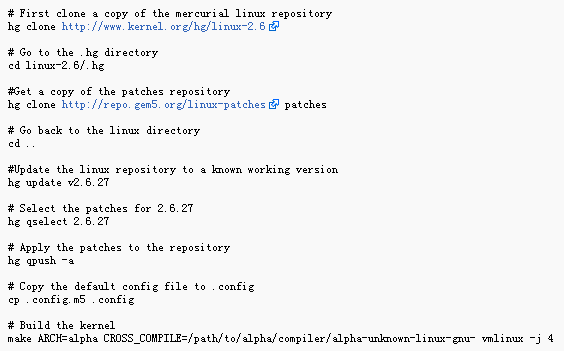 # First clone a copy of the mercurial linux repository
hg clone http://www.kernel.org/hg/linux-2.6
# Go to the .hg directory
cd linux-2.6/.hg
#Get a copy of the patches repository
hg clone http://repo.gem5.org/linux-patches patches
# Go back to the linux directory
cd ..
#Update the linux repository to a known working version
hg update v2.6.27
# Select the patches for 2.6.27
hg qselect 2.6.27
# Apply the patches to the repository
hg qpush -a
# Copy the default config file to .config
cp .config.m5 .config
# Build the kernel
make ARCH=alpha CROSS_COMPILE=/path/to/alpha/compiler/alpha-unknown-linux-gnu- vmlinux -j 4